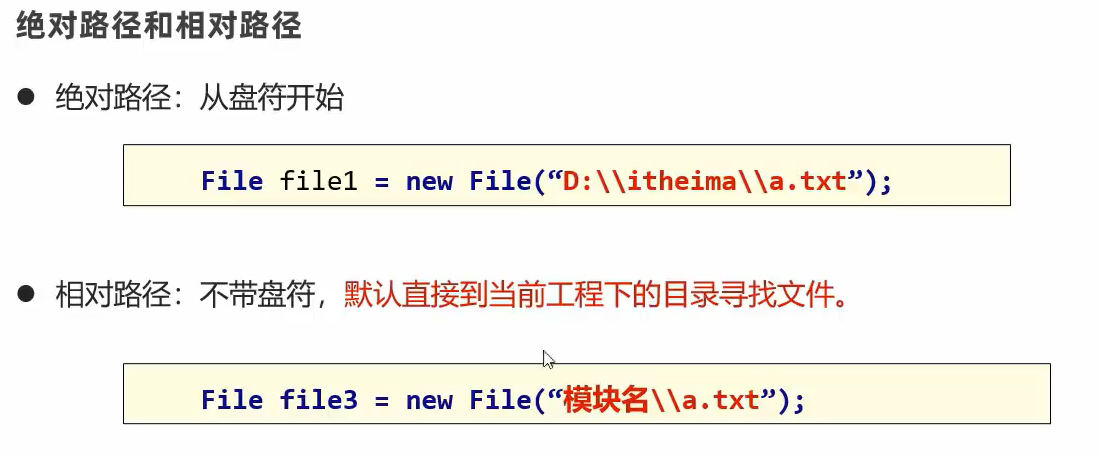 绝对路径和相对路径
● 绝对路径：从盘符开始
File file1 = new File(“D:\\itheima\\a.txt”);
● 相对路径：不带盘符，默认直接到当前工程下的目录寻找文件。
File file3 = new File(“模块名\\a.txt”);